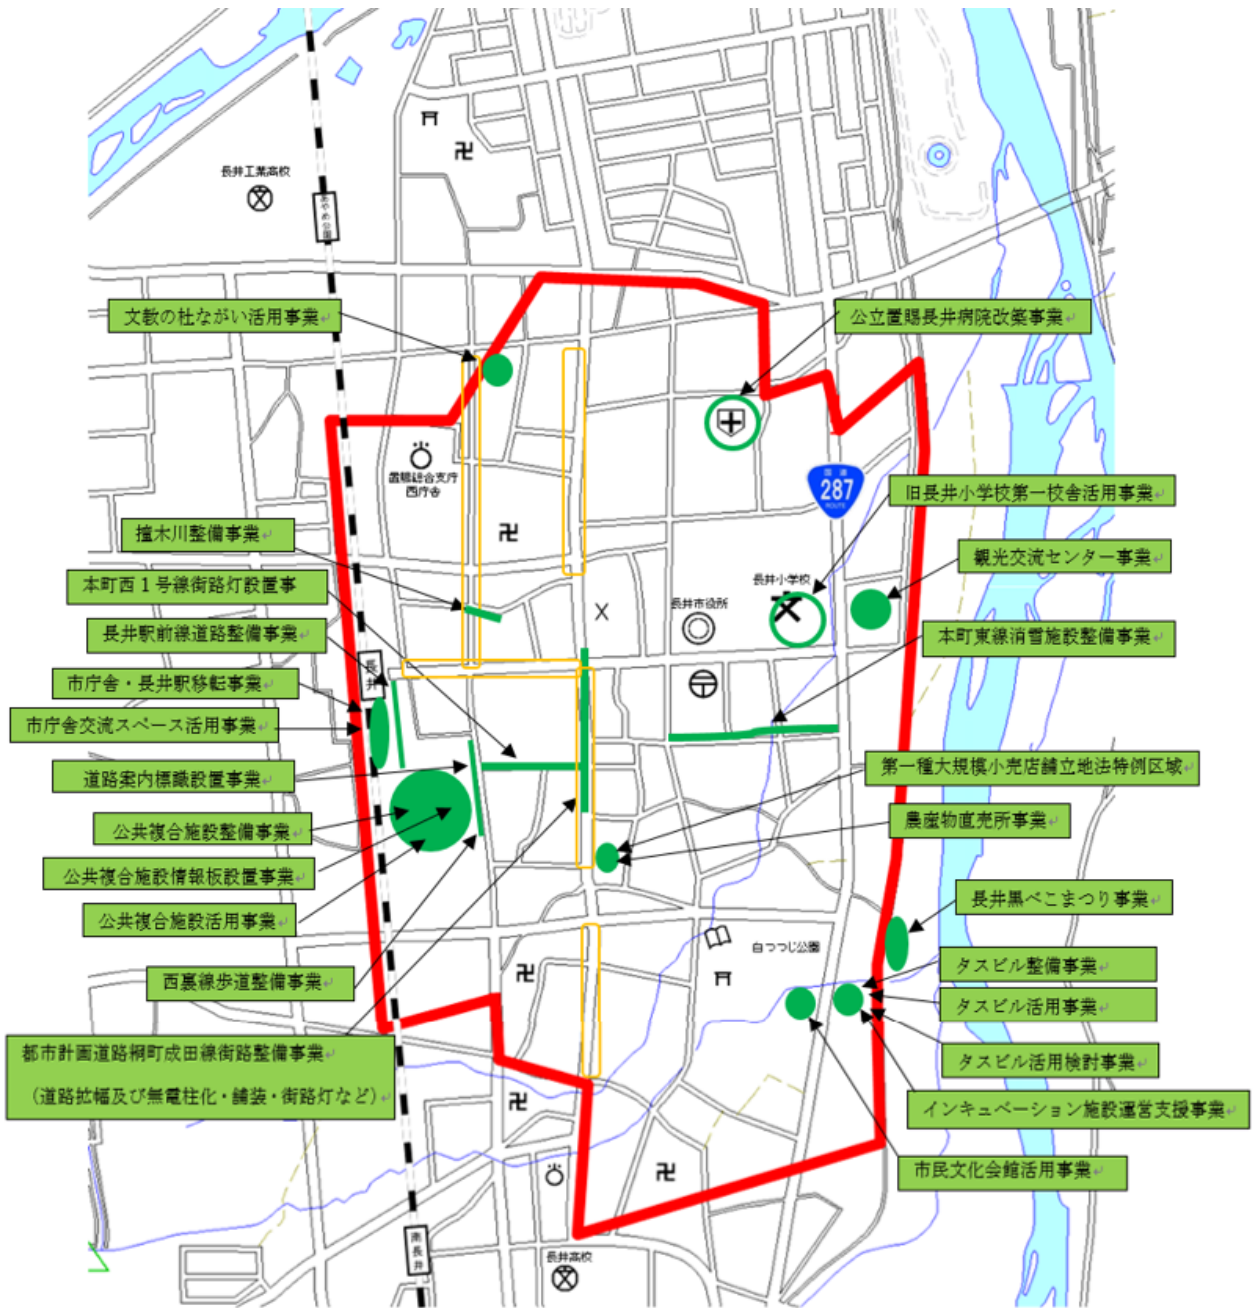 長井工業高校
あやめ公園
文教の杜ながい活用事業
公立置賜長井病院改築事業
置賜総合支庁
西庁舎
国道
287
ROUTE
旧長井小学校第一校舎活用事業
撞木川整備事業
観光交流センター事業
本町西１号線街路灯設置事
長井小学校
長井市役所
長井駅前線道路整備事業
本町東線消雪施設整備事業
長井
市庁舎・長井駅移転事業
市庁舎交流スペース活用事業
道路案内標識設置事業
第一種大規模小売店舗立地法特例区域
公共複合施設整備事業
農産物直売所事業
公共複合施設情報板設置事業
長井黒べこまつり事業
公共複合施設活用事業
白つつじ公園
西裏線歩道整備事業
タスビル整備事業
タスビル活用事業
都市計画道路桐町成田線街路整備事業
（道路拡幅及び無電柱化・舗装・街路灯など）
タスビル活用検討事業
インキュベーション施設運営支援事業
市民文化会館活用事業
南長井
長井高校